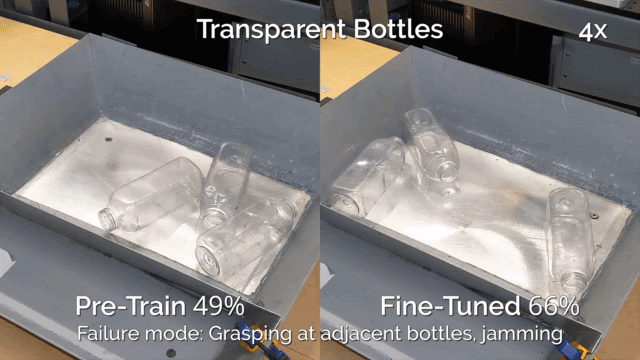 Transparent Bottles
4x
Pre-Train 49%
Fine-Tuned 66%
Failure mode: Grasping at adjacent bottles, jamming